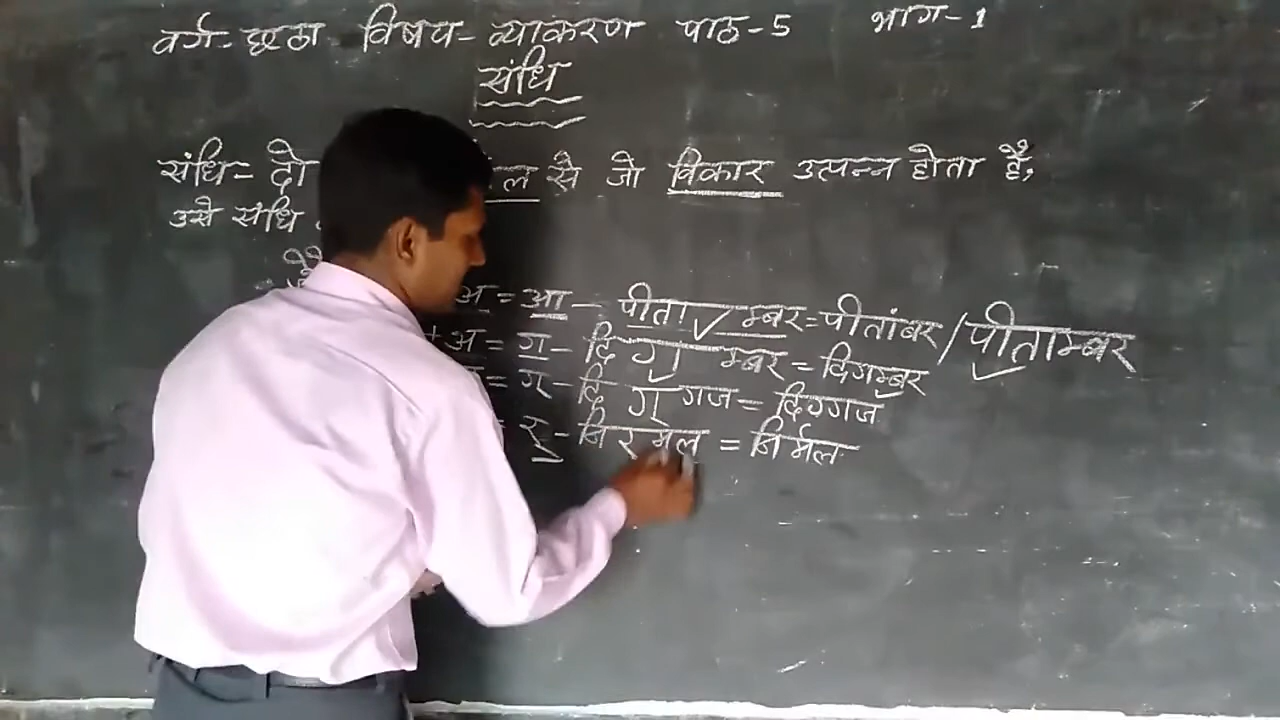 वर्ग- छठा विषय- व्याकरण पाठ-5 भाग-1
संधि
संधि- दो ल से जो विकार उत्पन्न होता है,
उसे संधि
अ = आ - पीता म्बर = पीतांबर / पीताम्बर
+ अ = ग - दि ग म्बर = दिगम्बर
= ग् - दि ग् गज = दिग्गज
= र् - नि र् मल = निर्मल